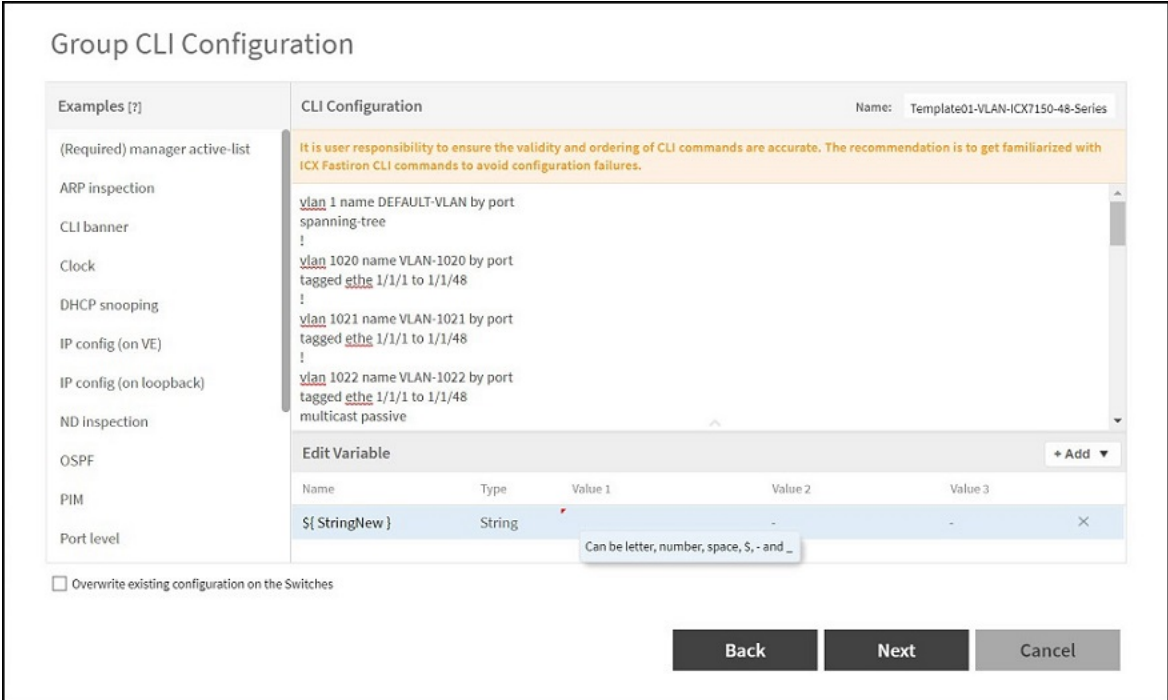 Group CLI Configuration
Examples [?]
(Required) manager active-list
ARP inspection
CLI banner
Clock
DHCP snooping
IP config (on VE)
IP config (on loopback)
ND inspection
OSPF
PIM
Port level
CLI Configuration
Name: Template01-VLAN-ICX7150-48-Series
It is user responsibility to ensure the validity and ordering of CLI commands are accurate. The recommendation is to get familiarized with
ICX Fastiron CLI commands to avoid configuration failures.
vlan 1 name DEFAULT-VLAN by port
spanning-tree
!
vlan 1020 name VLAN-1020 by port
tagged ethe 1/1/1 to 1/1/48
!
vlan 1021 name VLAN-1021 by port
tagged ethe 1/1/1 to 1/1/48
!
vlan 1022 name VLAN-1022 by port
tagged ethe 1/1/1 to 1/1/48
multicast passive
Edit Variable
+ Add ▼
Name Type Value 1 Value 2 Value 3
${ StringNew } String - - ×
Can be letter, number, space, $, - and _
Overwrite existing configuration on the Switches
Back Next Cancel